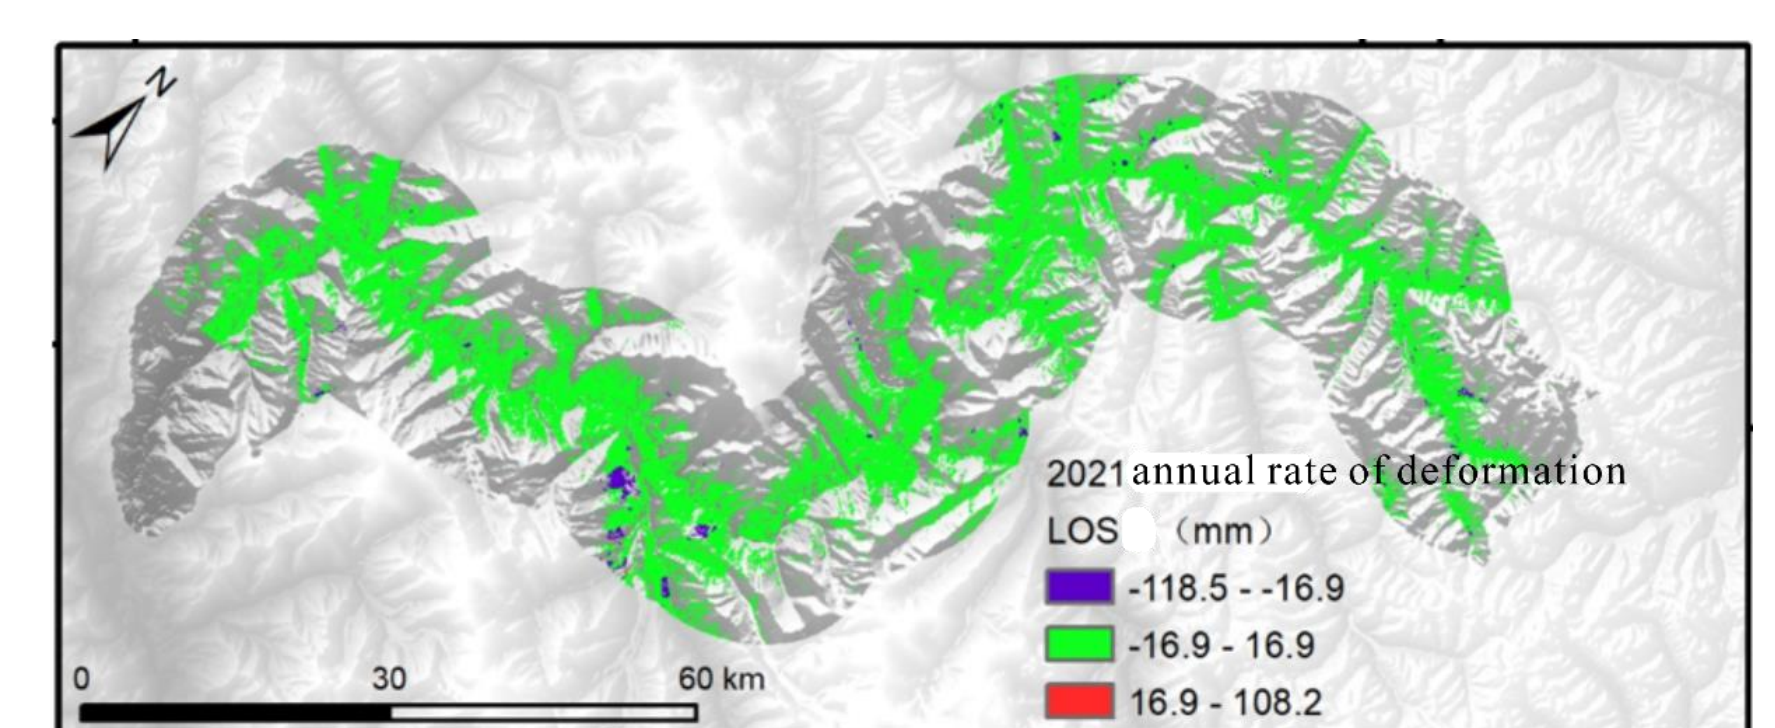 N
2021 annual rate of deformation
LOS （mm）
-118.5 - -16.9
-16.9 - 16.9
16.9 - 108.2
0 30 60 km